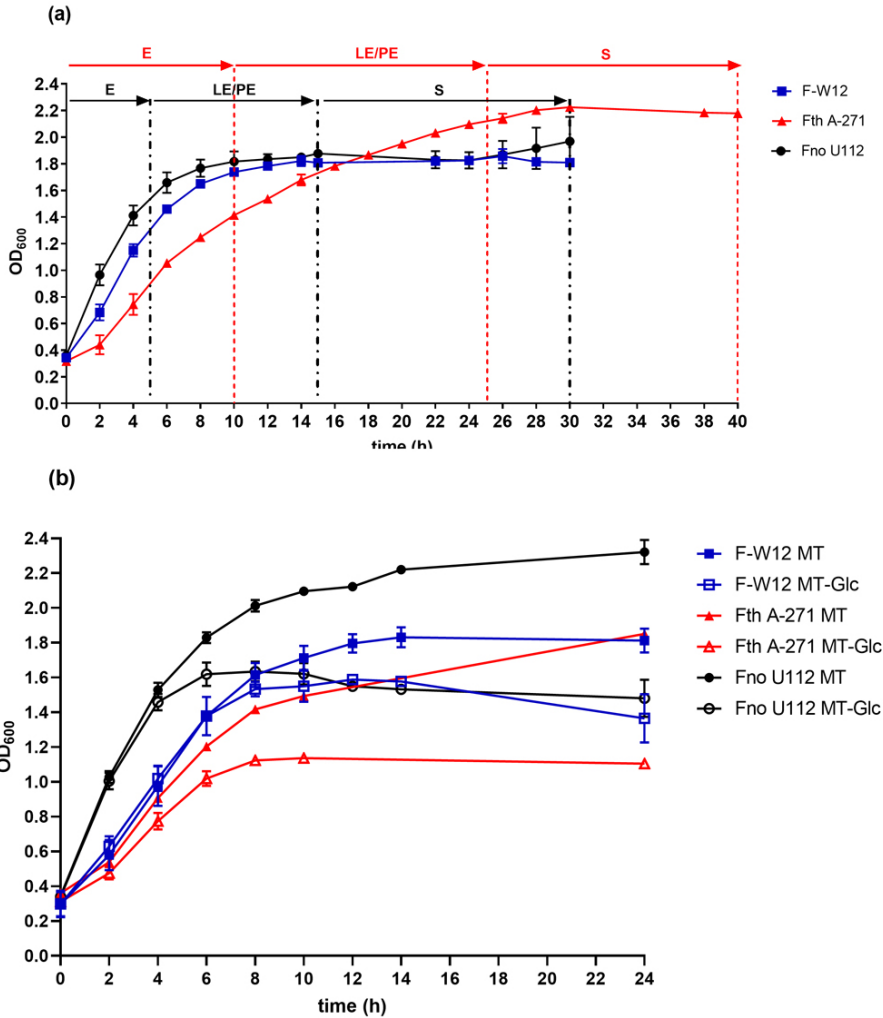 (a)
E LE/PE S
E LE/PE S
2.4
2.2
2.0
1.8
1.6
1.4
1.2
1.0
0.8
0.6
0.4
0.2
0.0
OD600
0 2 4 6 8 10 12 14 16 18 20 22 24 26 28 30 32 34 36 38 40
time (h)
F-W12
Fth A-271
Fno U112
(b)
2.4
2.2
2.0
1.8
1.6
1.4
1.2
1.0
0.8
0.6
0.4
0.2
0.0
OD600
0 2 4 6 8 10 12 14 24
time (h)
F-W12 MT
F-W12 MT-Glc
Fth A-271 MT
Fth A-271 MT-Glc
Fno U112 MT
Fno U112 MT-Glc